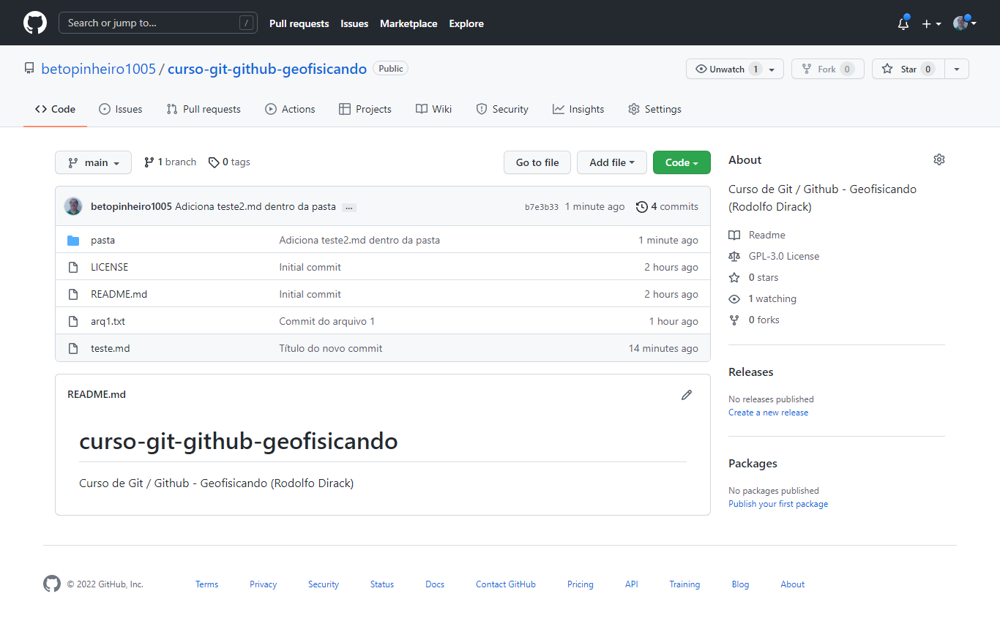 Search or jump to... / Pull requests Issues Marketplace Explore
betopinheiro1005 / curso-git-github-geofisicando Public Unwatch 1 Fork 0 Star 0
Code Issues Pull requests Actions Projects Wiki Security Insights Settings
main 1 branch 0 tags Go to file Add file Code
betopinheiro1005 Adiciona teste2.md dentro da pasta ... b7e3b33 1 minute ago 4 commits
pasta Adiciona teste2.md dentro da pasta 1 minute ago
LICENSE Initial commit 2 hours ago
README.md Initial commit 2 hours ago
arq1.txt Commit do arquivo 1 1 hour ago
teste.md Título do novo commit 14 minutes ago
README.md
curso-git-github-geofisicando
Curso de Git / Github - Geofisicando (Rodolfo Dirack)
About
Curso de Git / Github - Geofisicando
(Rodolfo Dirack)
Readme
GPL-3.0 License
0 stars
1 watching
0 forks
Releases
No releases published
Create a new release
Packages
No packages published
Publish your first package
© 2022 GitHub, Inc. Terms Privacy Security Status Docs Contact GitHub Pricing API Training Blog About